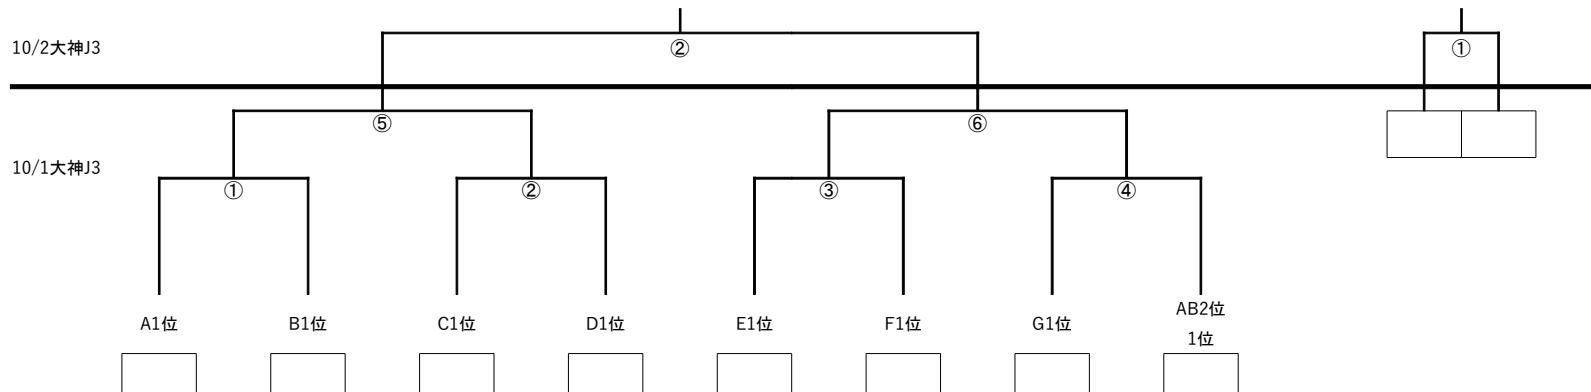 10/2大神J3
②
①
⑤
⑥
10/1大神J3
①
②
③
④
A1位
B1位
C1位
D1位
E1位
F1位
G1位
AB2位
1位